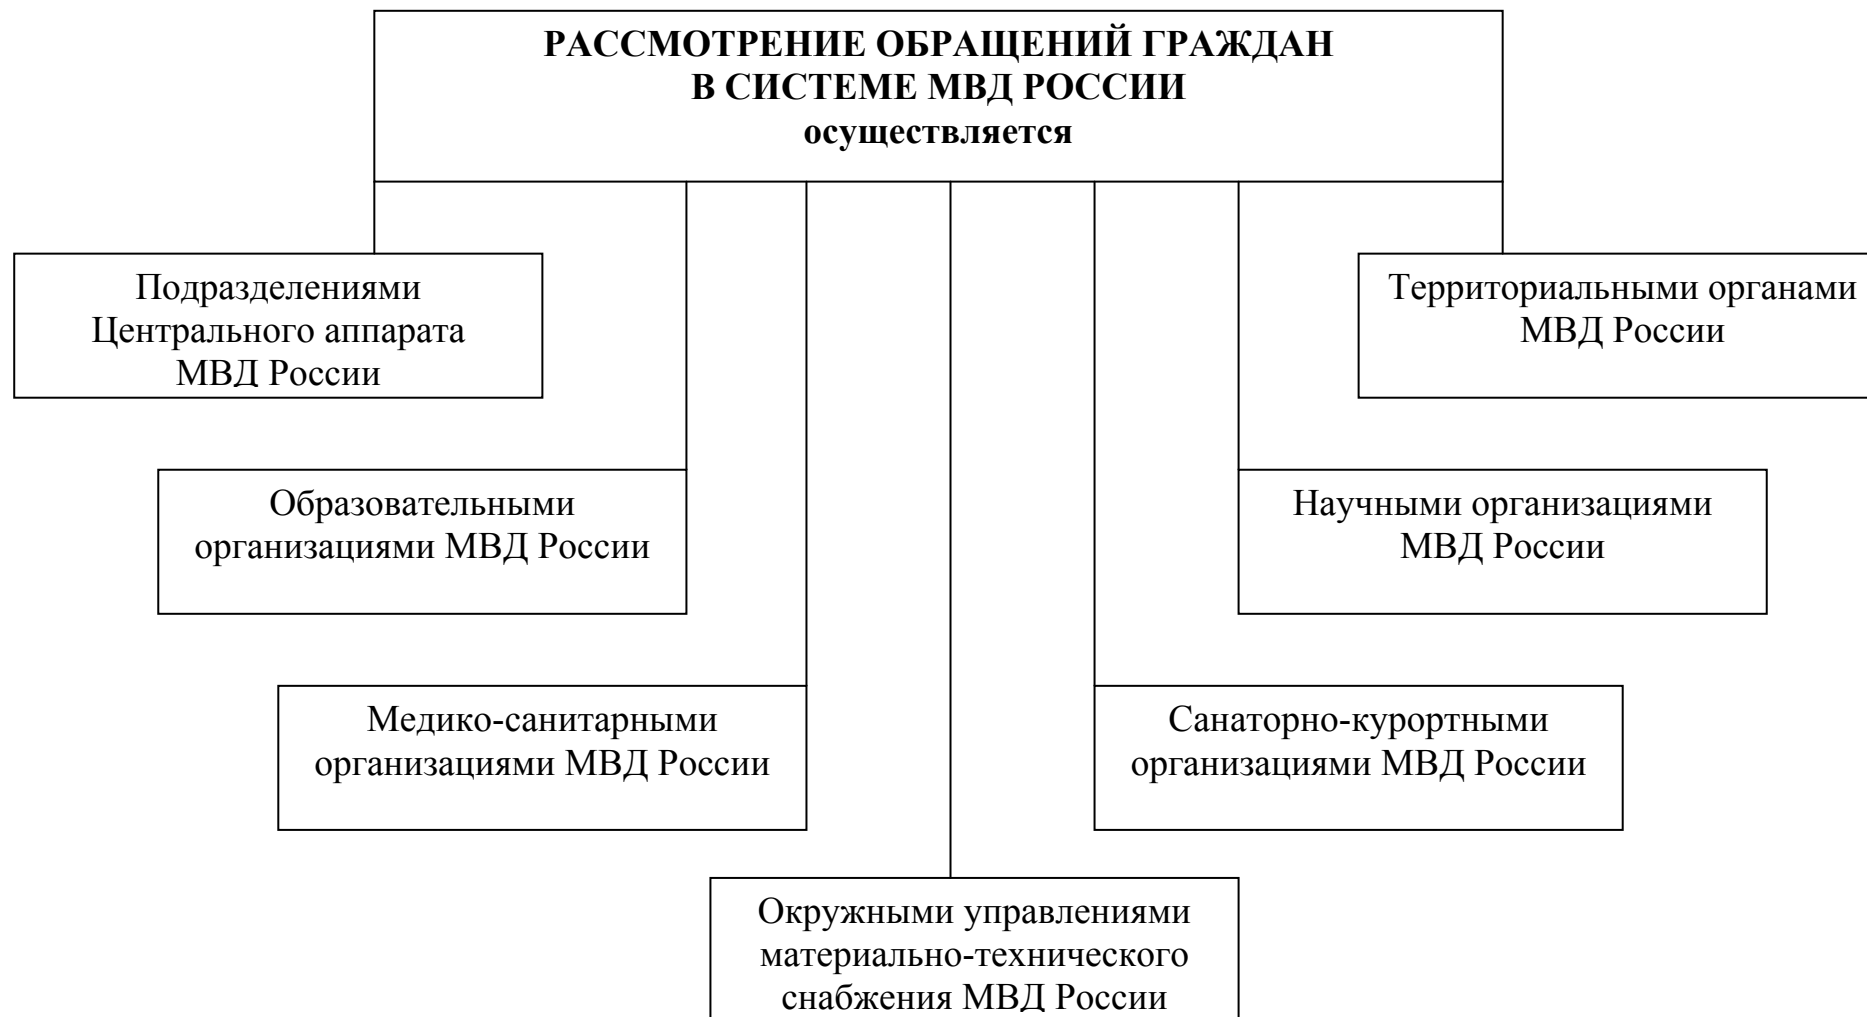 РАССМОТРЕНИЕ ОБРАЩЕНИЙ ГРАЖДАН
В СИСТЕМЕ МВД РОССИИ
осуществляется
Подразделениями
Центрального аппарата
МВД России
Территориальными органами
МВД России
Образовательными
организациями МВД России
Научными организациями
МВД России
Медико-санитарными
организациями МВД России
Санаторно-курортными
организациями МВД России
Окружными управлениями
материально-технического
снабжения МВД России